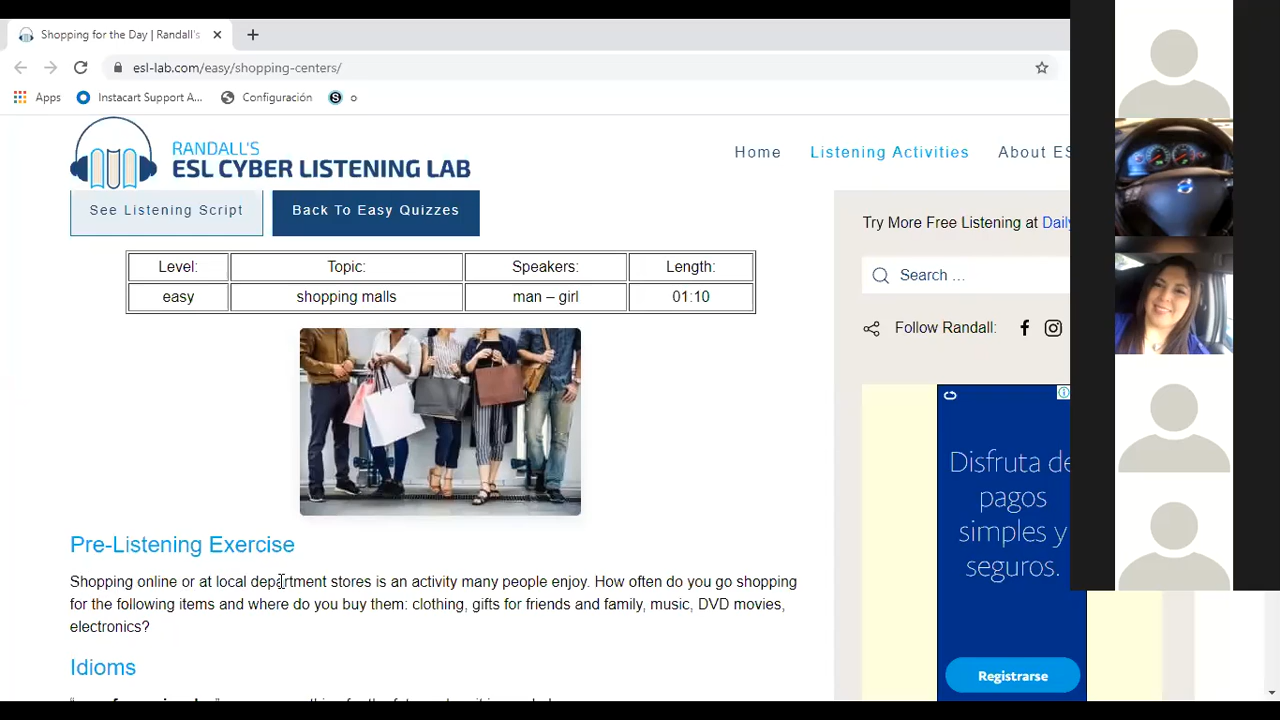 Shopping for the Day | Randall's
esl-lab.com/easy/shopping-centers/
Apps
Instacart Support A...
Configuración
o
RANDALL'S
ESL CYBER LISTENING LAB
Home
Listening Activities
About ES
See Listening Script
Back To Easy Quizzes
Try More Free Listening at Daily
Level:
Topic:
Speakers:
Length:
easy
shopping malls
man – girl
01:10
Search ...
Follow Randall:
Pre-Listening Exercise
Shopping online or at local department stores is an activity many people enjoy. How often do you go shopping
for the following items and where do you buy them: clothing, gifts for friends and family, music, DVD movies,
electronics?
Idioms
Disfruta de
pagos
simples y
seguros.
Registrarse